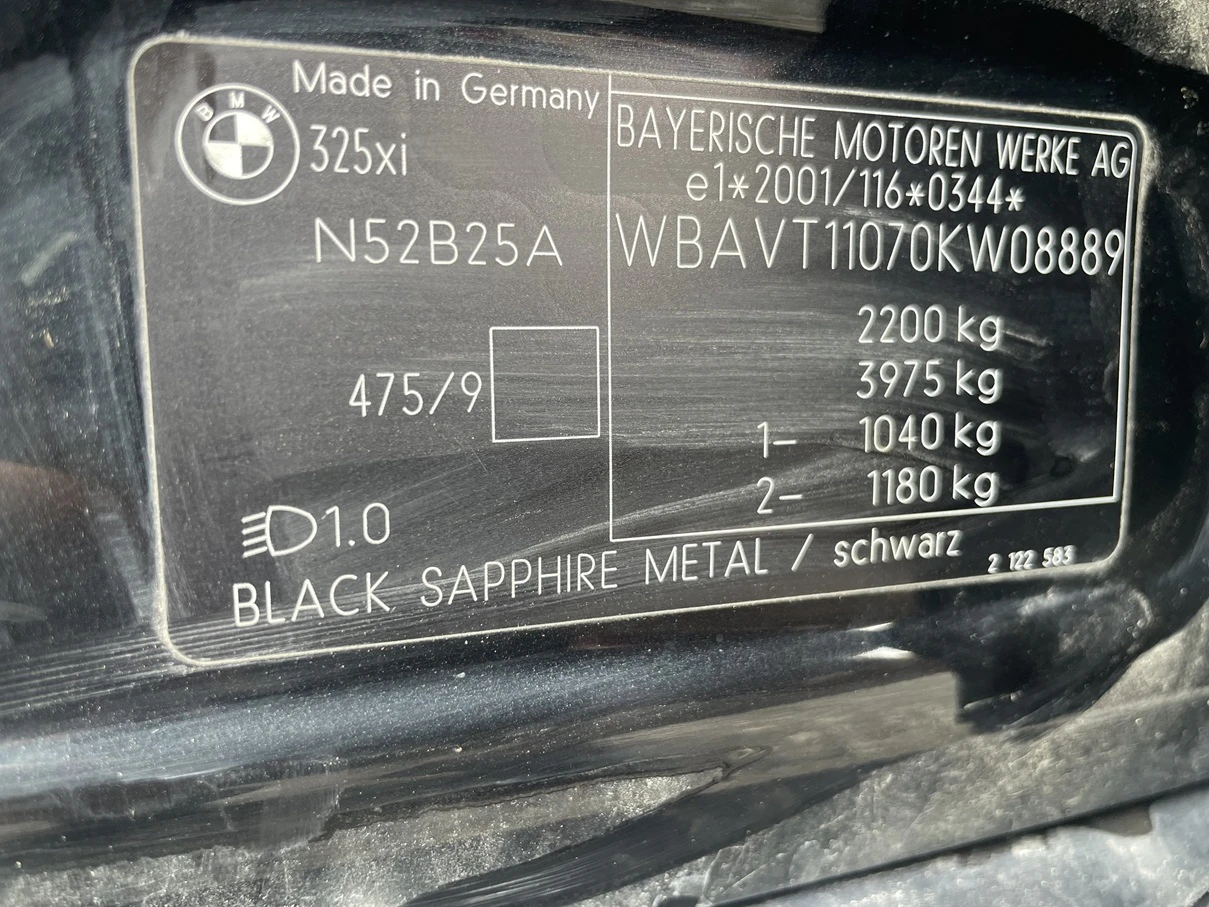 BMW
Made in Germany
325xi
N52B25A
475/9
1.0
BAYERISCHE MOTOREN WERKE AG
e1*2001/116*0344*
WBAVT11070KW08889
2200 kg
3975 kg
1- 1040 kg
2- 1180 kg
BLACK SAPPHIRE METAL / schwarz
2 122 583